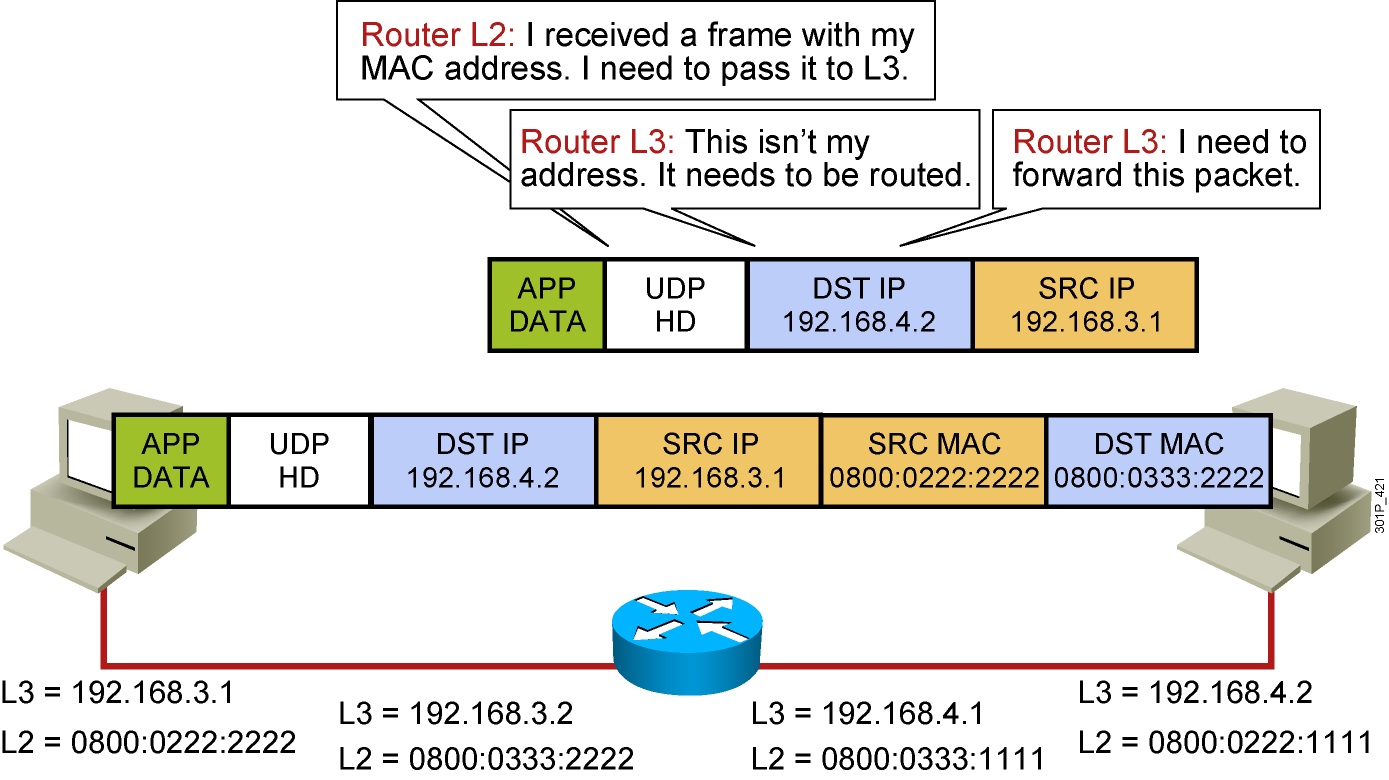 Router L2: I received a frame with my
MAC address. I need to pass it to L3.
Router L3: This isn’t my
address. It needs to be routed.
Router L3: I need to
forward this packet.
APP
DATA
UDP
HD
DST IP
192.168.4.2
SRC IP
192.168.3.1
APP
DATA
UDP
HD
DST IP
192.168.4.2
SRC IP
192.168.3.1
SRC MAC
0800:0222:2222
DST MAC
0800:0333:2222
301P_421
L3 = 192.168.3.1
L2 = 0800:0222:2222
L3 = 192.168.3.2
L2 = 0800:0333:2222
L3 = 192.168.4.1
L2 = 0800:0333:1111
L3 = 192.168.4.2
L2 = 0800:0222:1111